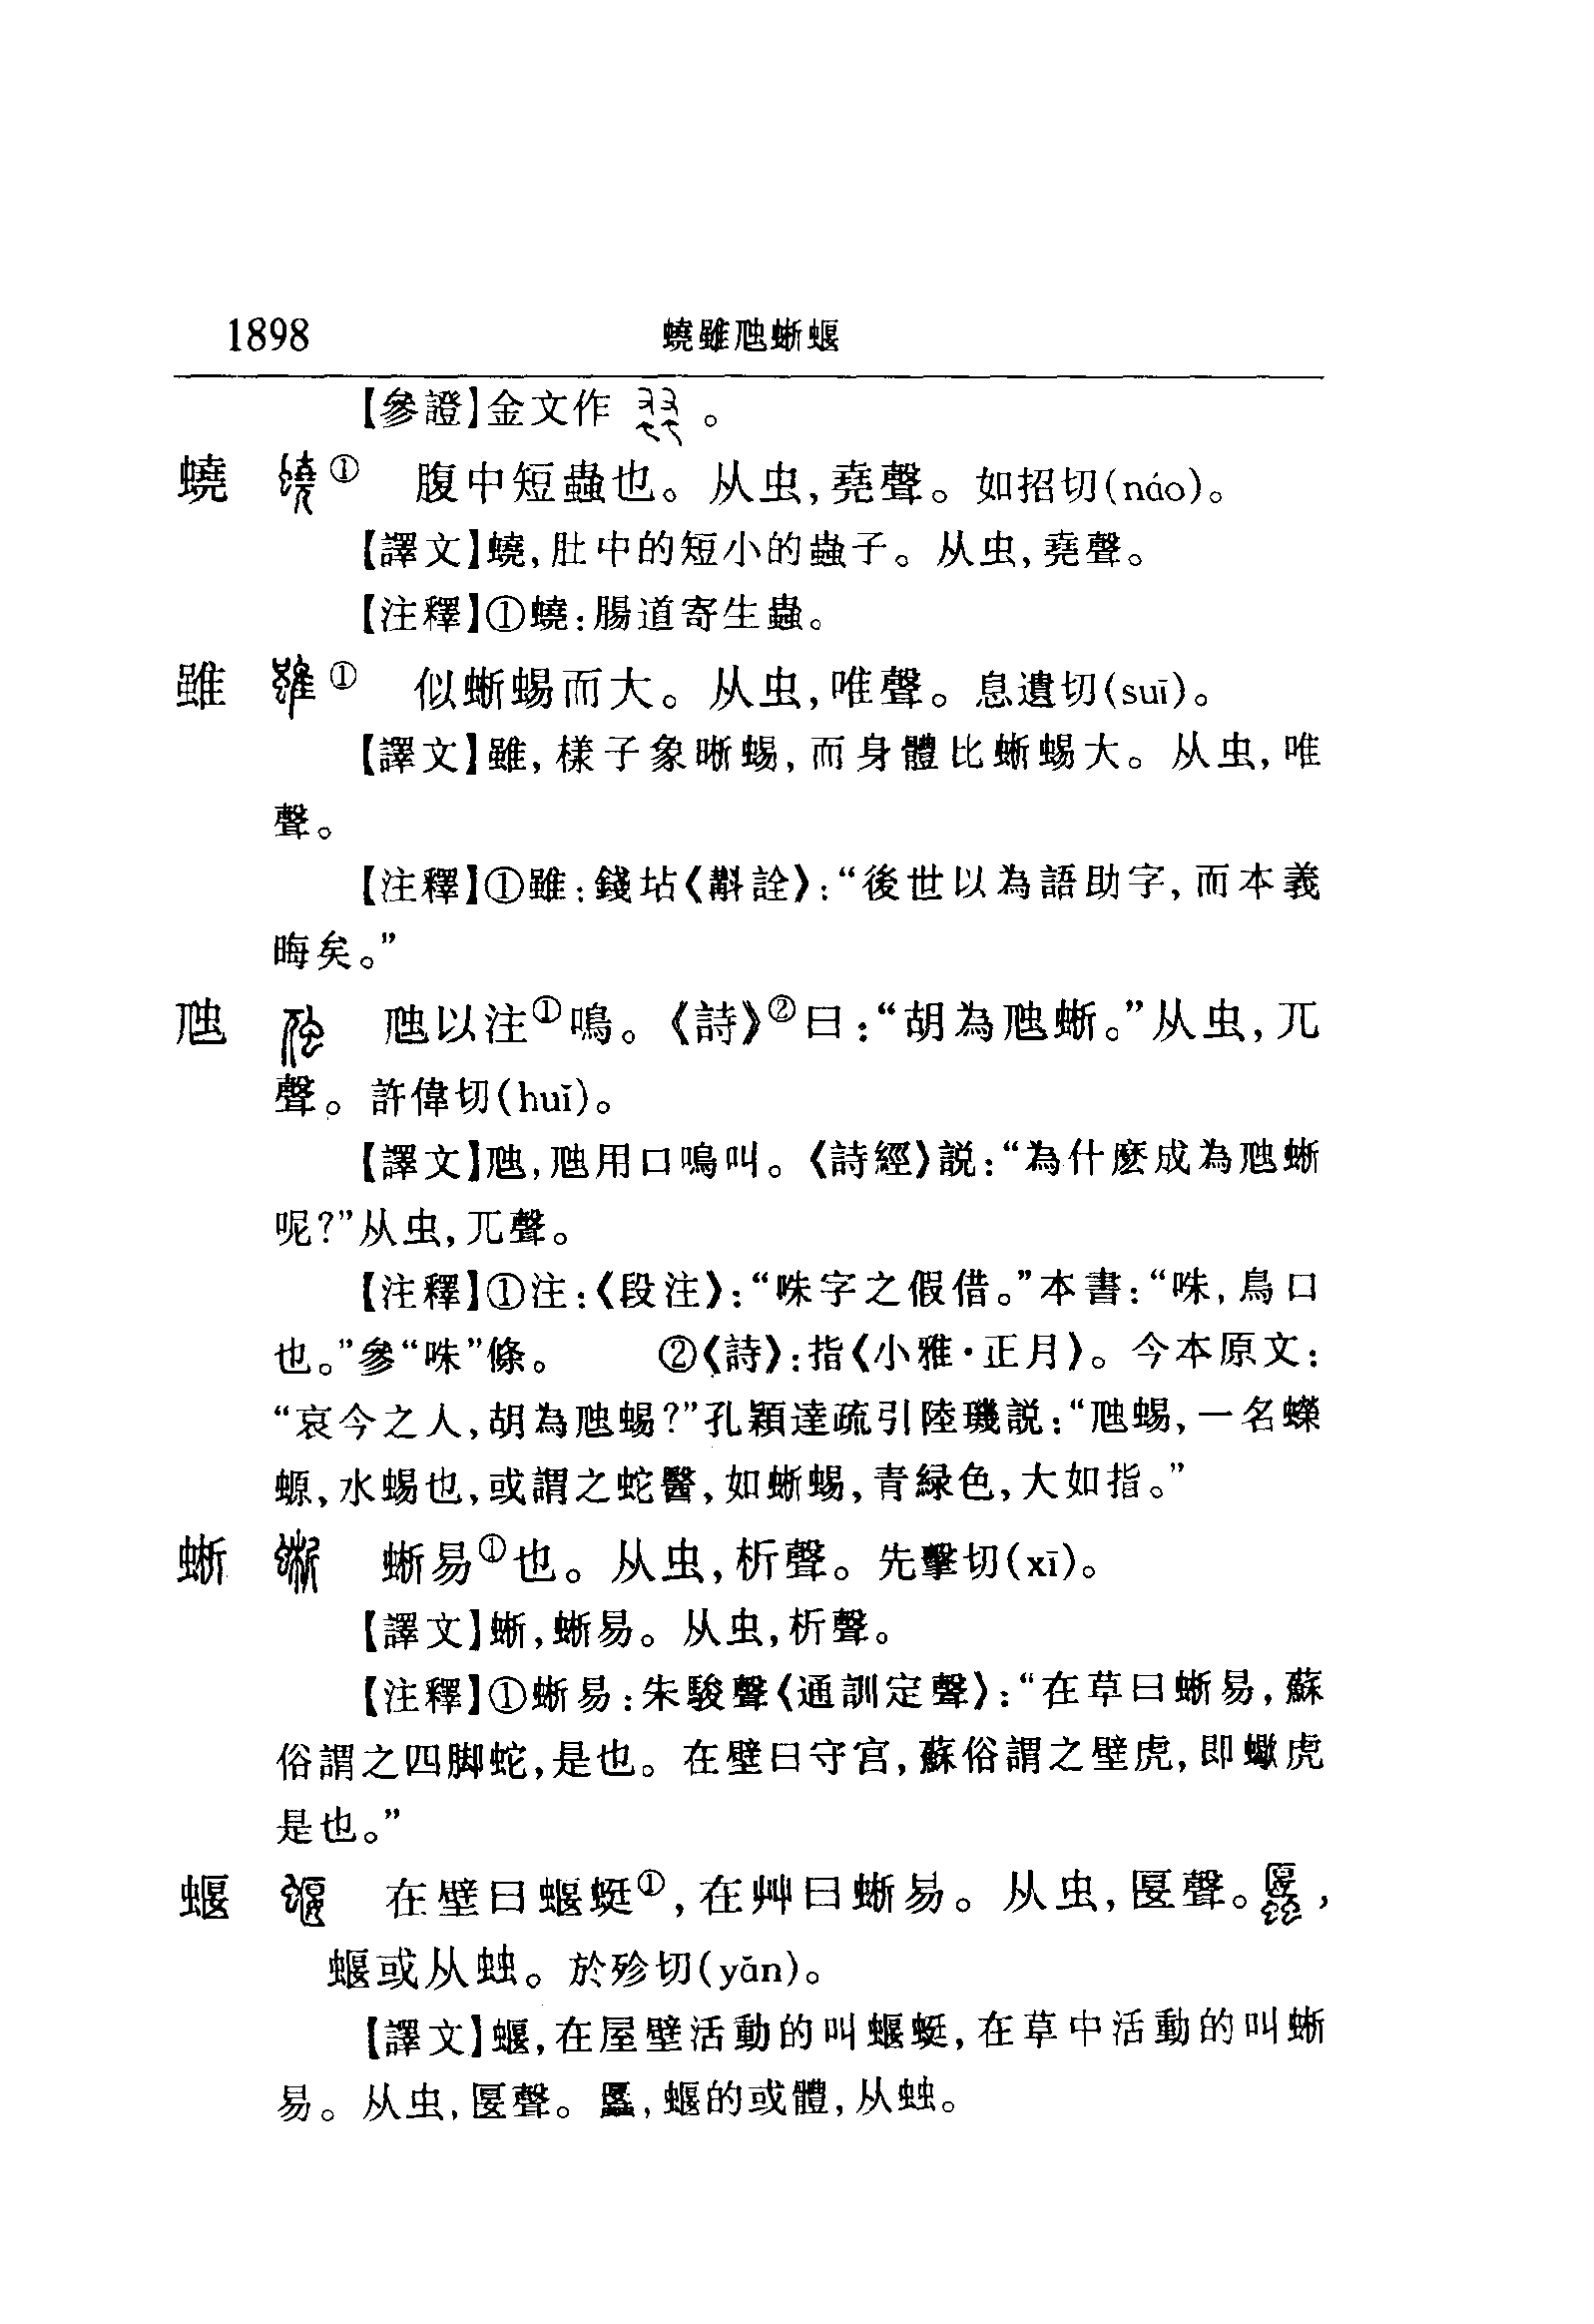 1898 蟯雖虺蜥蝘
【參證】金文作 。
蟯 ① 腹中短蟲也。从虫,堯聲。如招切(náo)。
【譯文】蟯,肚中的短小的蟲子。从虫,堯聲。
【注釋】①蟯:腸道寄生蟲。
雖 ① 似蜥蜴而大。从虫,唯聲。息遺切(suī)。
【譯文】雖,樣子象晰蜴,而身體比蜥蜴大。从虫,唯
聲。
【注釋】①雖:錢坫《斠詮》:“後世以為語助字,而本義
晦矣。”
虺 虺以注①鳴。《詩》②曰:“胡為虺蜥。”从虫,兀
聲。許偉切(huǐ)。
【譯文】虺,虺用口鳴叫。《詩經》説:“為什麽成為虺蜥
呢?”从虫,兀聲。
【注釋】①注:《段注》:“咮字之假借。”本書:“咮,鳥口
也。”參“咮”條。 ②《詩》:指《小雅·正月》。今本原文:
“哀今之人,胡為虺蜴?”孔穎達疏引陸璣説:“虺蜴,一名蠑
螈,水蜴也,或謂之蛇醫,如蜥蜴,青緑色,大如指。”
蜥 蜥易①也。从虫,析聲。先擊切(xī)。
【譯文】蜥,蜥易。从虫,析聲。
【注釋】①蜥易:朱駿聲《通訓定聲》:“在草曰蜥易,蘇
俗謂之四脚蛇,是也。在壁曰守宫,蘇俗謂之壁虎,即蠍虎
是也。”
蝘 在壁曰蝘蜓①,在艸曰蜥易。从虫,匽聲。 ,
蝘或从䖵。於殄切(yǎn)。
【譯文】蝘,在屋壁活動的叫蝘蜓,在草中活動的叫蜥
易。从虫,匽聲。 ,蝘的或體,从䖵。